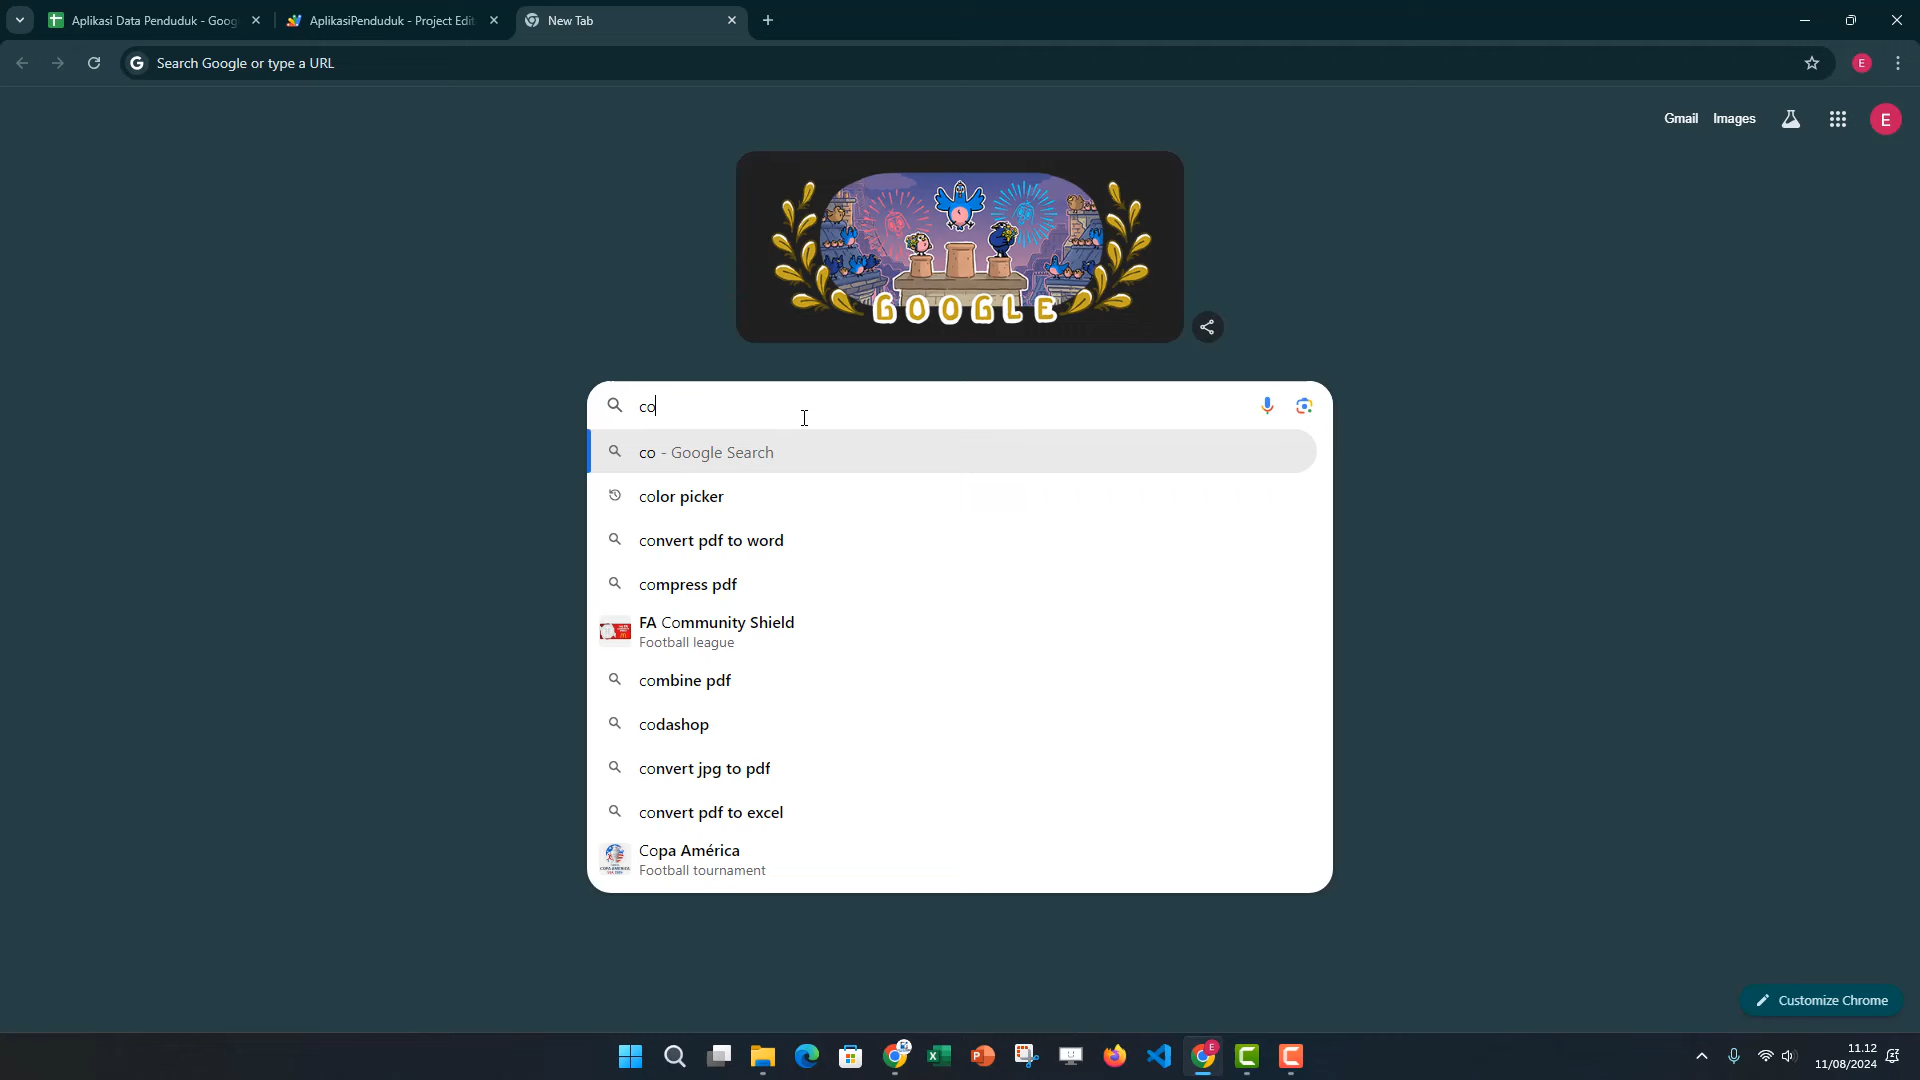 Aplikasi Data Penduduk - Goog
AplikasiPenduduk - Project Edit
New Tab
Search Google or type a URL
E
Gmail
Images
E
GOOGLE
co
co - Google Search
color picker
convert pdf to word
compress pdf
FA Community Shield
Football league
combine pdf
codashop
convert jpg to pdf
convert pdf to excel
Copa América
Football tournament
Customize Chrome
11.12
11/08/2024